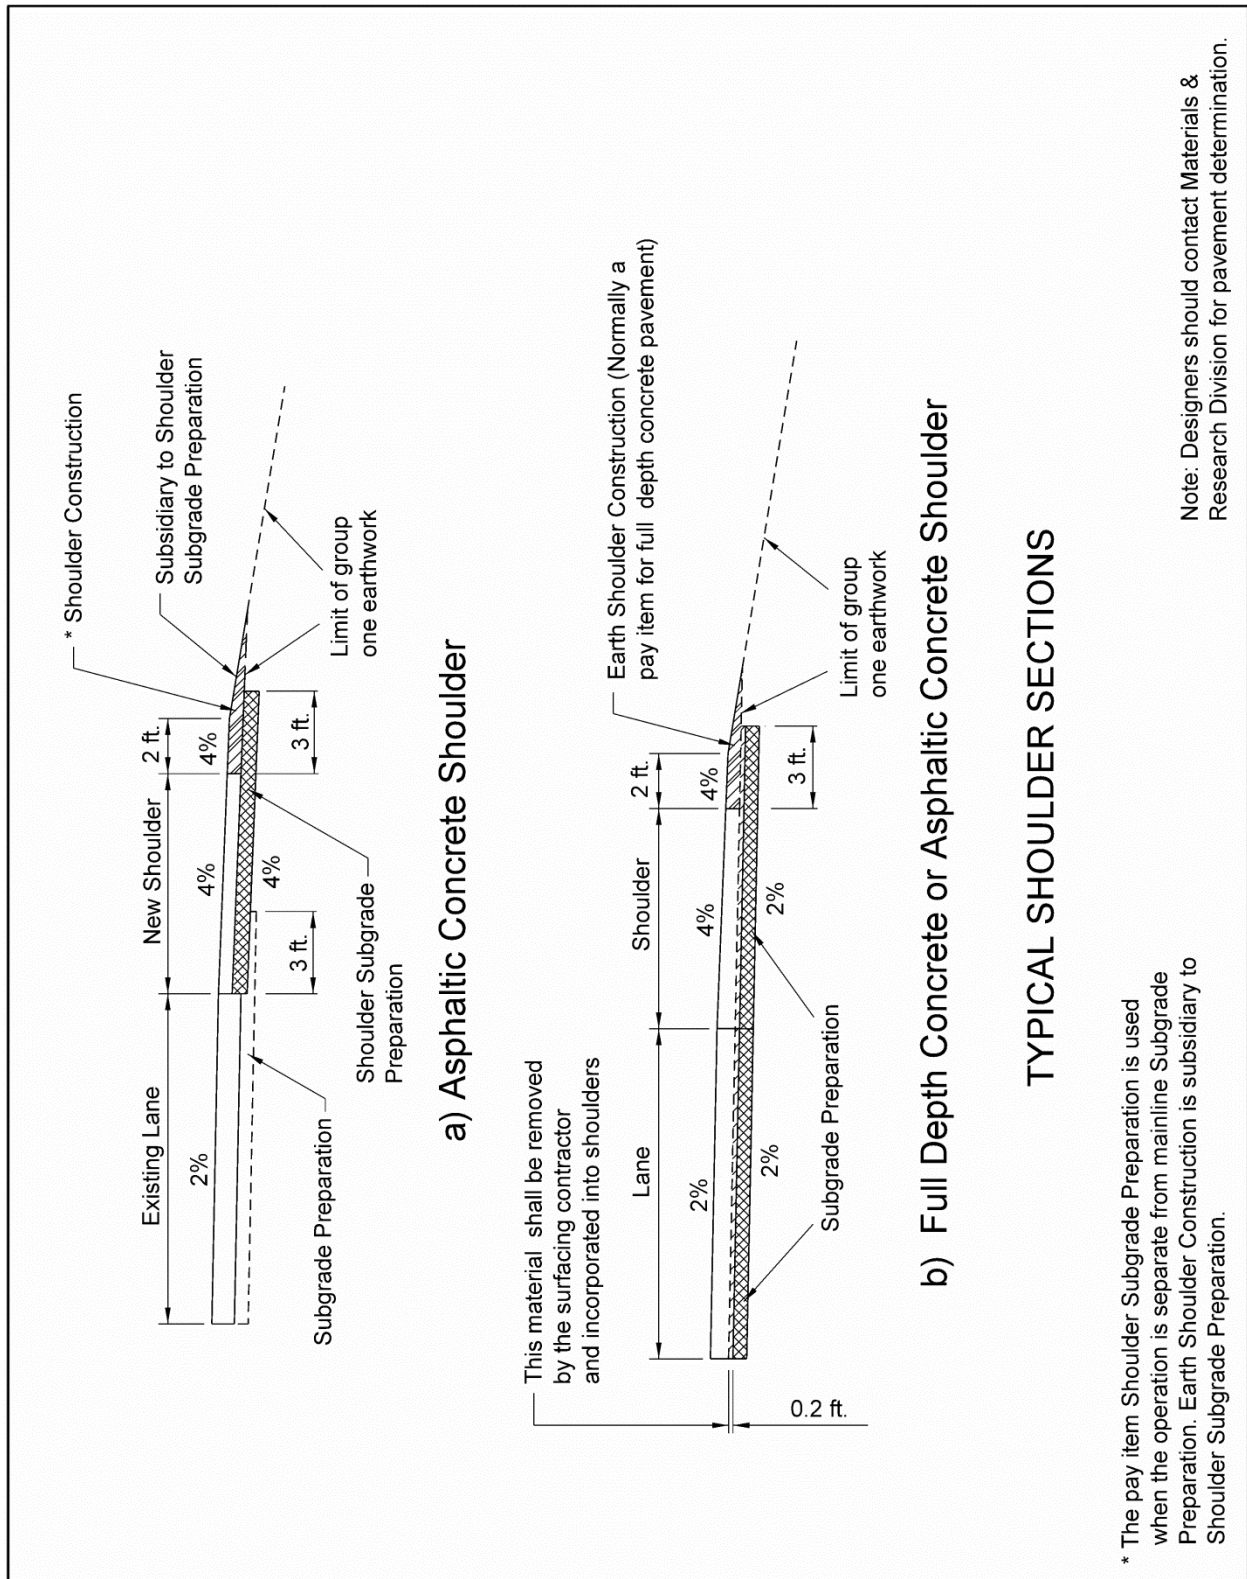 * Shoulder Construction
Subsidiary to Shoulder
Subgrade Preparation
Existing Lane
New Shoulder
2 ft.
2%
4%
4%
4%
3 ft.
3 ft.
Subgrade Preparation
Shoulder Subgrade
Preparation
Limit of group
one earthwork
a) Asphaltic Concrete Shoulder
This material shall be removed
by the surfacing contractor
and incorporated into shoulders
Earth Shoulder Construction (Normally a
pay item for full depth concrete pavement)
Lane
Shoulder
2 ft.
2%
4%
4%
0.2 ft.
2%
2%
3 ft.
Subgrade Preparation
Limit of group
one earthwork
b) Full Depth Concrete or Asphaltic Concrete Shoulder
TYPICAL SHOULDER SECTIONS
* The pay item Shoulder Subgrade Preparation is used
when the operation is separate from mainline Subgrade
Preparation. Earth Shoulder Construction is subsidiary to
Shoulder Subgrade Preparation.
Note: Designers should contact Materials &
Research Division for pavement determination.